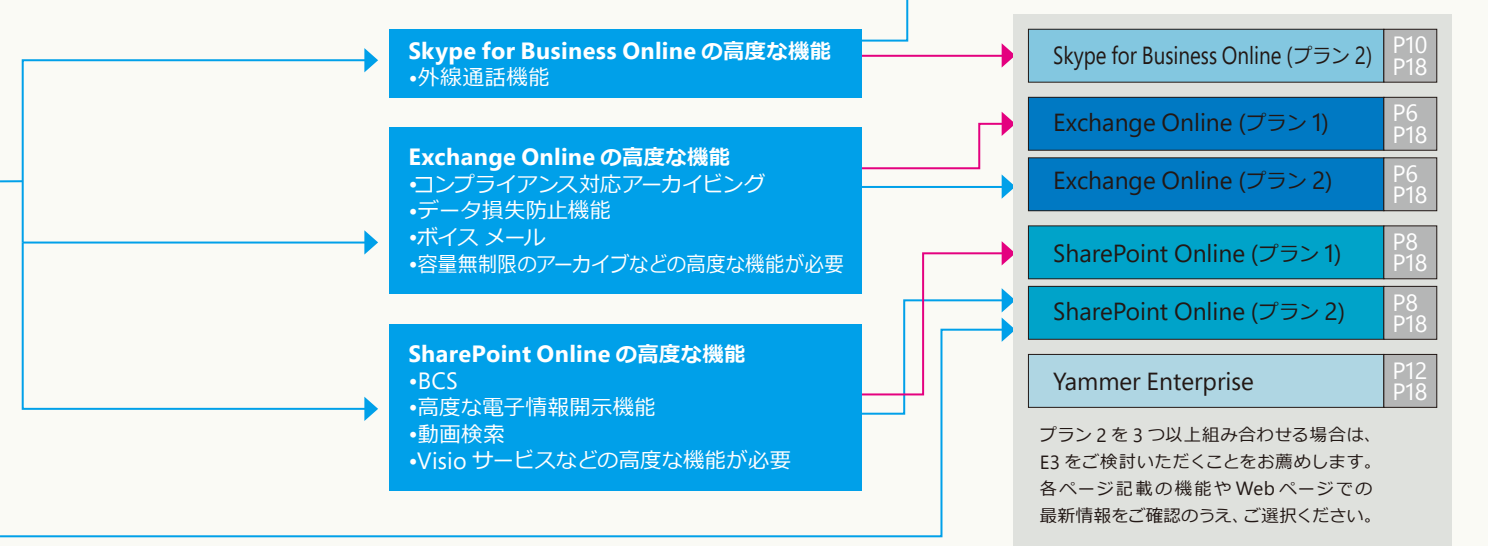 Skype for Business Online の高度な機能
•外線通話機能
Exchange Online の高度な機能
•コンプライアンス対応アーカイビング
•データ損失防止機能
•ボイス メール
•容量無制限のアーカイブなどの高度な機能が必要
SharePoint Online の高度な機能
•BCS
•高度な電子情報開示機能
•動画検索
•Visio サービスなどの高度な機能が必要
Skype for Business Online (プラン 2)
P10
P18
Exchange Online (プラン 1)
P6
P18
Exchange Online (プラン 2)
P6
P18
SharePoint Online (プラン 1)
P8
P18
SharePoint Online (プラン 2)
P8
P18
Yammer Enterprise
P12
P18
プラン 2 を 3 つ以上組み合わせる場合は、
E3 をご検討いただくことをお薦めします。
各ページ記載の機能や Web ページでの
最新情報をご確認のうえ、ご選択ください。